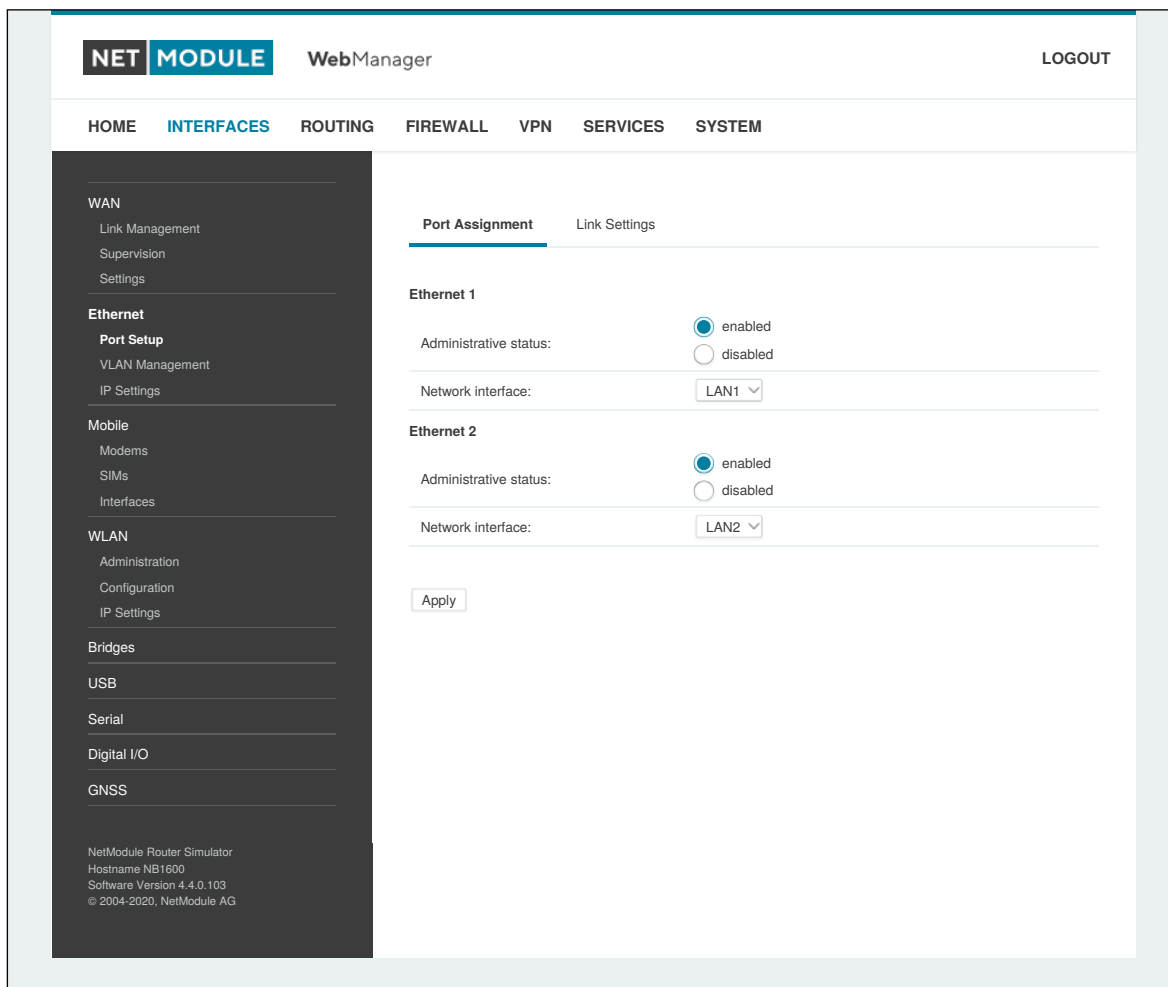 NET MODULE WebManager LOGOUT
HOME INTERFACES ROUTING FIREWALL VPN SERVICES SYSTEM
WAN
Link Management
Supervision
Settings
Ethernet
Port Setup
VLAN Management
IP Settings
Mobile
Modems
SIMs
Interfaces
WLAN
Administration
Configuration
IP Settings
Bridges
USB
Serial
Digital I/O
GNSS
NetModule Router Simulator
Hostname NB1600
Software Version 4.4.0.103
© 2004-2020, NetModule AG
Port Assignment Link Settings
Ethernet 1
Administrative status:
enabled
disabled
Network interface: LAN1
Ethernet 2
Administrative status:
enabled
disabled
Network interface: LAN2
Apply